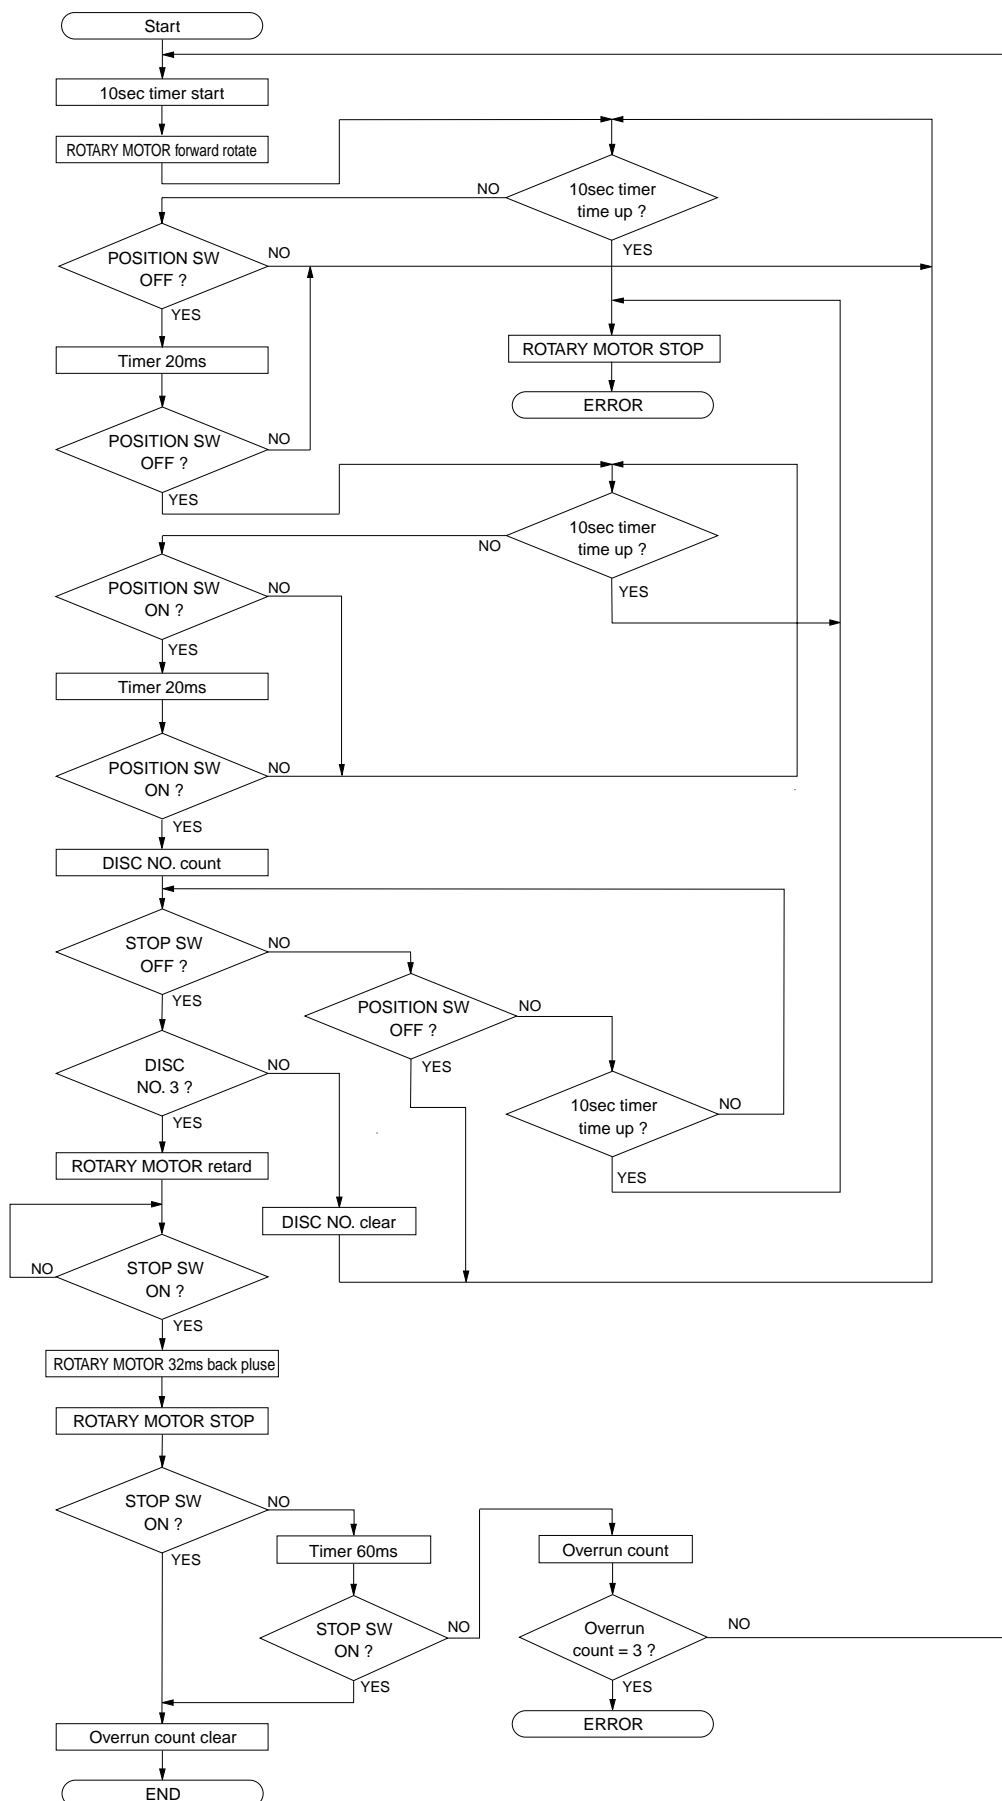 Start
10sec timer start
ROTARY MOTOR forward rotate
10sec timer
time up ?
NO
YES
POSITION SW
OFF ?
NO
YES
Timer 20ms
ROTARY MOTOR STOP
ERROR
POSITION SW
OFF ?
NO
YES
10sec timer
time up ?
NO
YES
POSITION SW
ON ?
NO
YES
Timer 20ms
POSITION SW
ON ?
NO
YES
DISC NO. count
STOP SW
OFF ?
NO
YES
POSITION SW
OFF ?
NO
YES
DISC
NO. 3 ?
NO
YES
10sec timer
time up ?
NO
YES
ROTARY MOTOR retard
DISC NO. clear
STOP SW
ON ?
NO
YES
ROTARY MOTOR 32ms back pluse
ROTARY MOTOR STOP
STOP SW
ON ?
NO
YES
Timer 60ms
Overrun count
STOP SW
ON ?
NO
YES
Overrun
count = 3 ?
NO
YES
ERROR
Overrun count clear
END